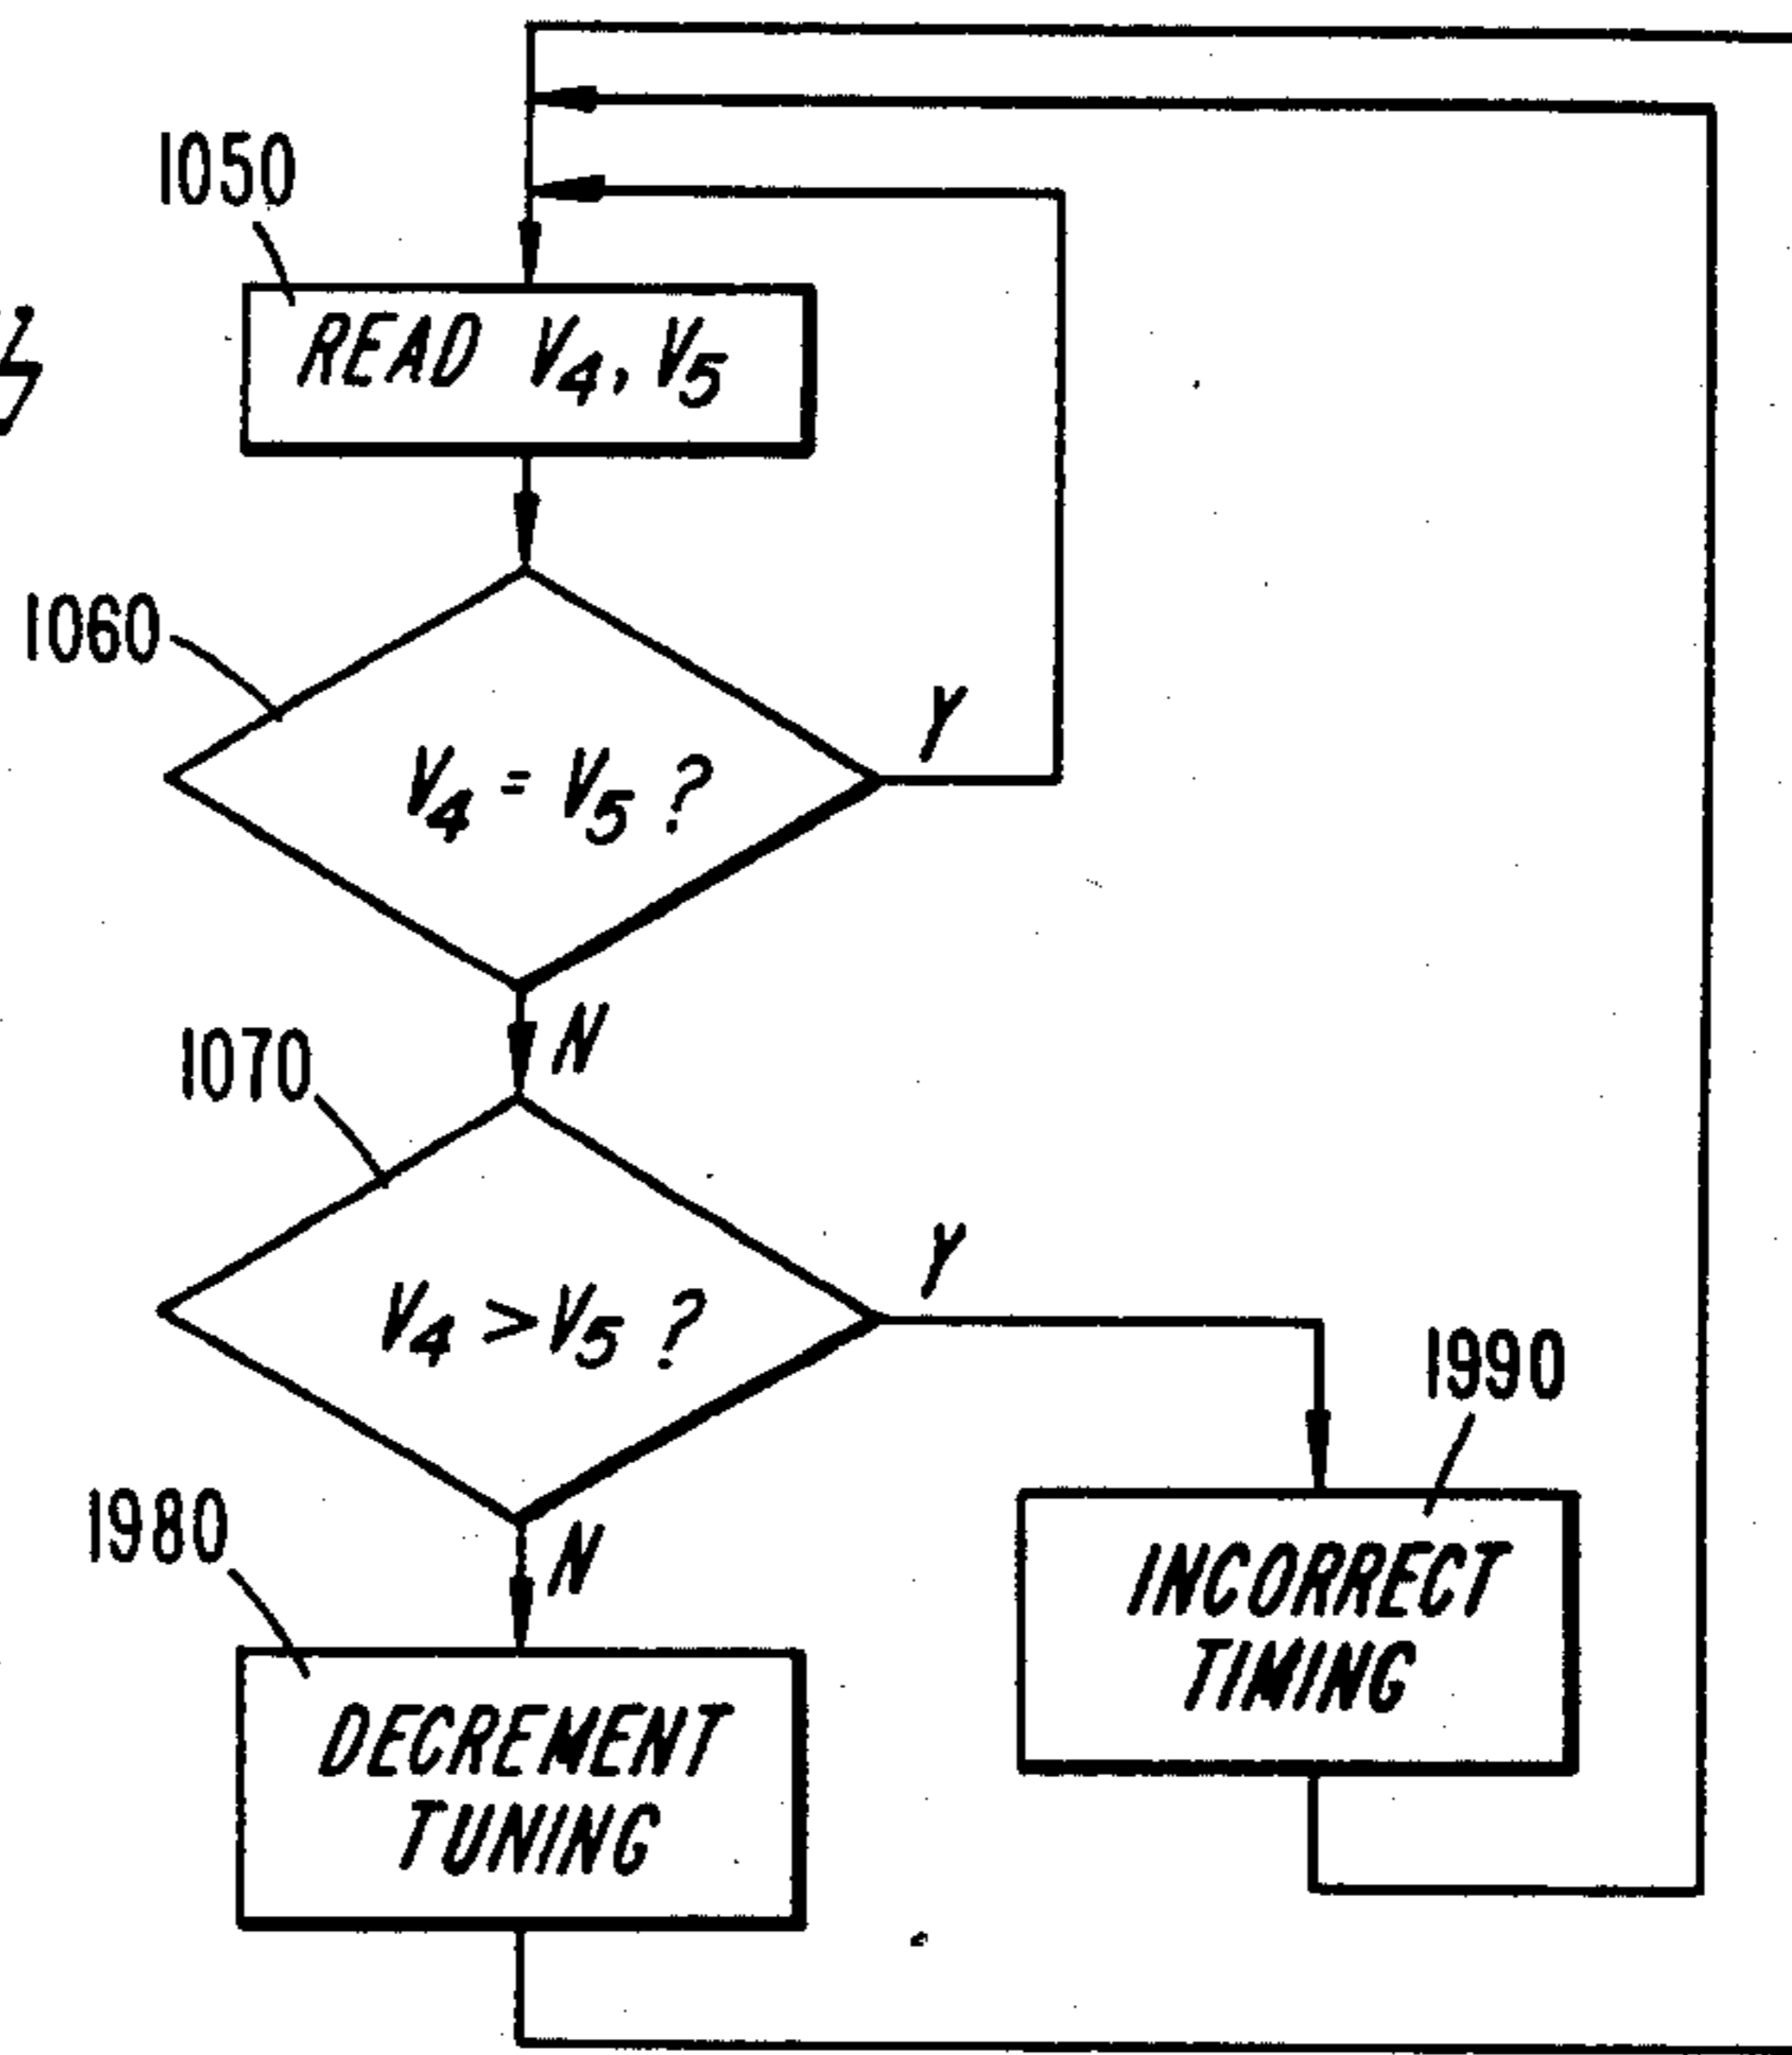 1050
READ V4, V5
1060
V4 = V5 ?
Y
N
1070
V4 > V5 ?
Y
N
1990
INCORRECT
TIMING
1980
DECREMENT
TUNING